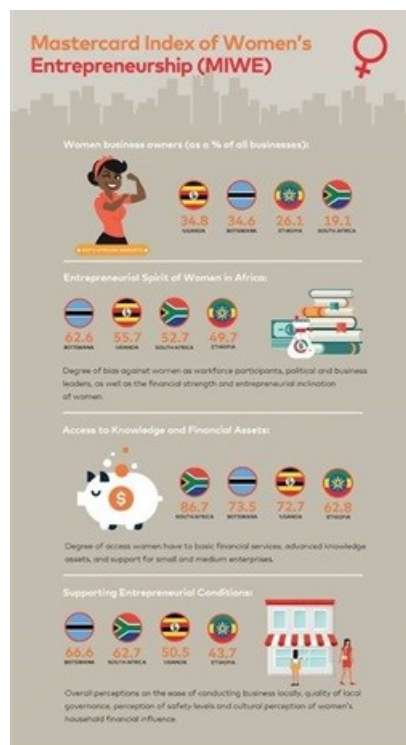 Mastercard Index of Women's
Entrepreneurship (MIWE)
Women business owners (as a % of all businesses):
34.8 34.6 26.1 19.1
UGANDA BOTSWANA ETHIOPIA SOUTH AFRICA
Entrepreneurial Spirit of Women in Africa:
62.6 55.7 52.7 49.7
BOTSWANA UGANDA SOUTH AFRICA ETHIOPIA
Degree of bias against women as workforce participants, political and business
leaders, as well as the financial strength and entrepreneurial inclination
of women.
Access to Knowledge and Financial Assets:
$
86.7 73.5 72.7 62.8
SOUTH AFRICA BOTSWANA UGANDA ETHIOPIA
Degree of access women have to basic financial services, advanced knowledge
assets, and support for small and medium enterprises.
Supporting Entrepreneurial Conditions:
66.6 62.7 50.5 43.7
BOTSWANA SOUTH AFRICA UGANDA ETHIOPIA
Overall perceptions on the ease of conducting business locally, quality of local
governance, perception of safety levels and cultural perception of women's
household financial influence.